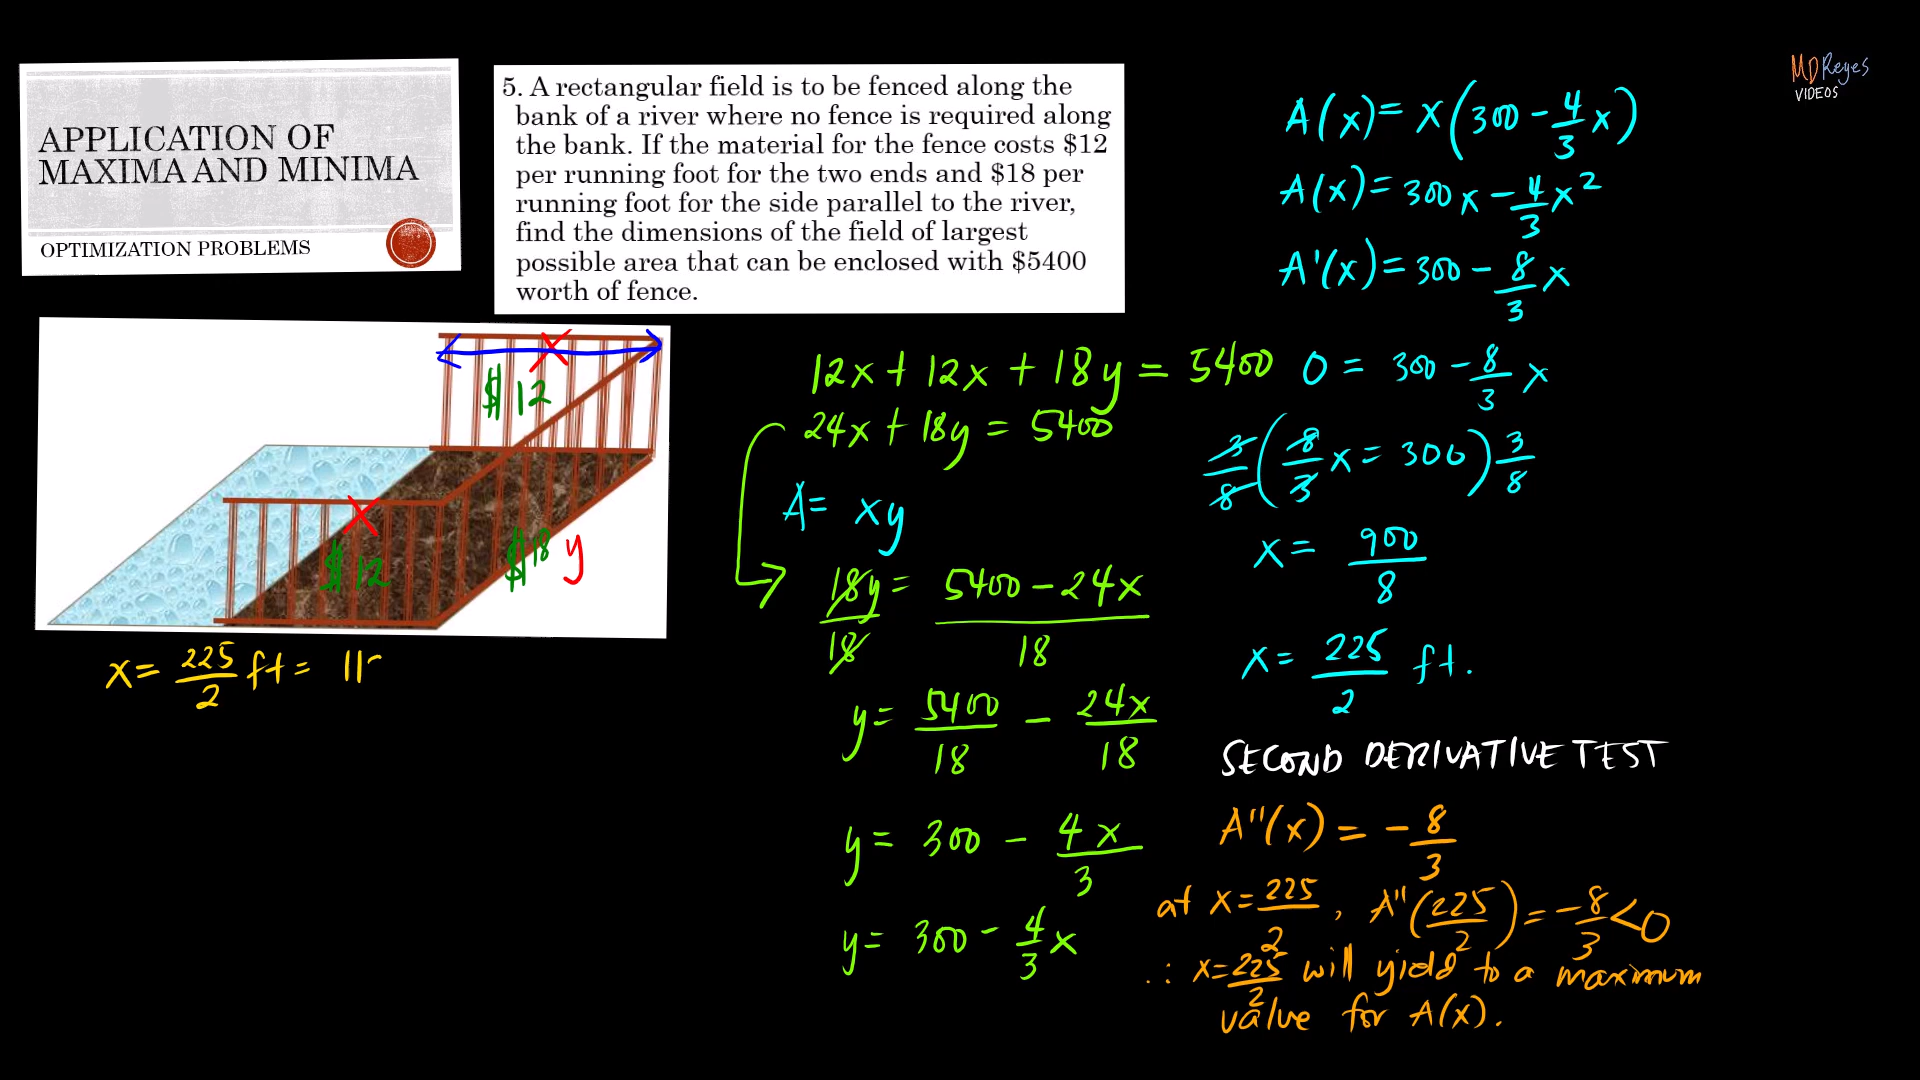 APPLICATION OF
MAXIMA AND MINIMA
OPTIMIZATION PROBLEMS
5. A rectangular field is to be fenced along the
bank of a river where no fence is required along
the bank. If the material for the fence costs $12
per running foot for the two ends and $18 per
running foot for the side parallel to the river,
find the dimensions of the field of largest
possible area that can be enclosed with $5400
worth of fence.
MD Reyes
VIDEOS
x
$12
x
$12
$18 y
x = 225/2 ft = 11
12x + 12x + 18y = 5400
24x + 18y = 5400
A = xy
18y/18 = (5400 - 24x)/18
y = 5400/18 - 24x/18
y = 300 - 4x/3
y = 300 - 4/3 x
A(x) = x(300 - 4/3 x)
A(x) = 300x - 4/3 x²
A'(x) = 300 - 8/3 x
0 = 300 - 8/3 x
3/8 (8/3 x = 300) 3/8
x = 900/8
x = 225/2 ft.
SECOND DERIVATIVE TEST
A''(x) = - 8/3
at x = 225/2, A''(225/2) = -8/3 < 0
∴ x = 225/2 will yield to a maximum
value for A(x).